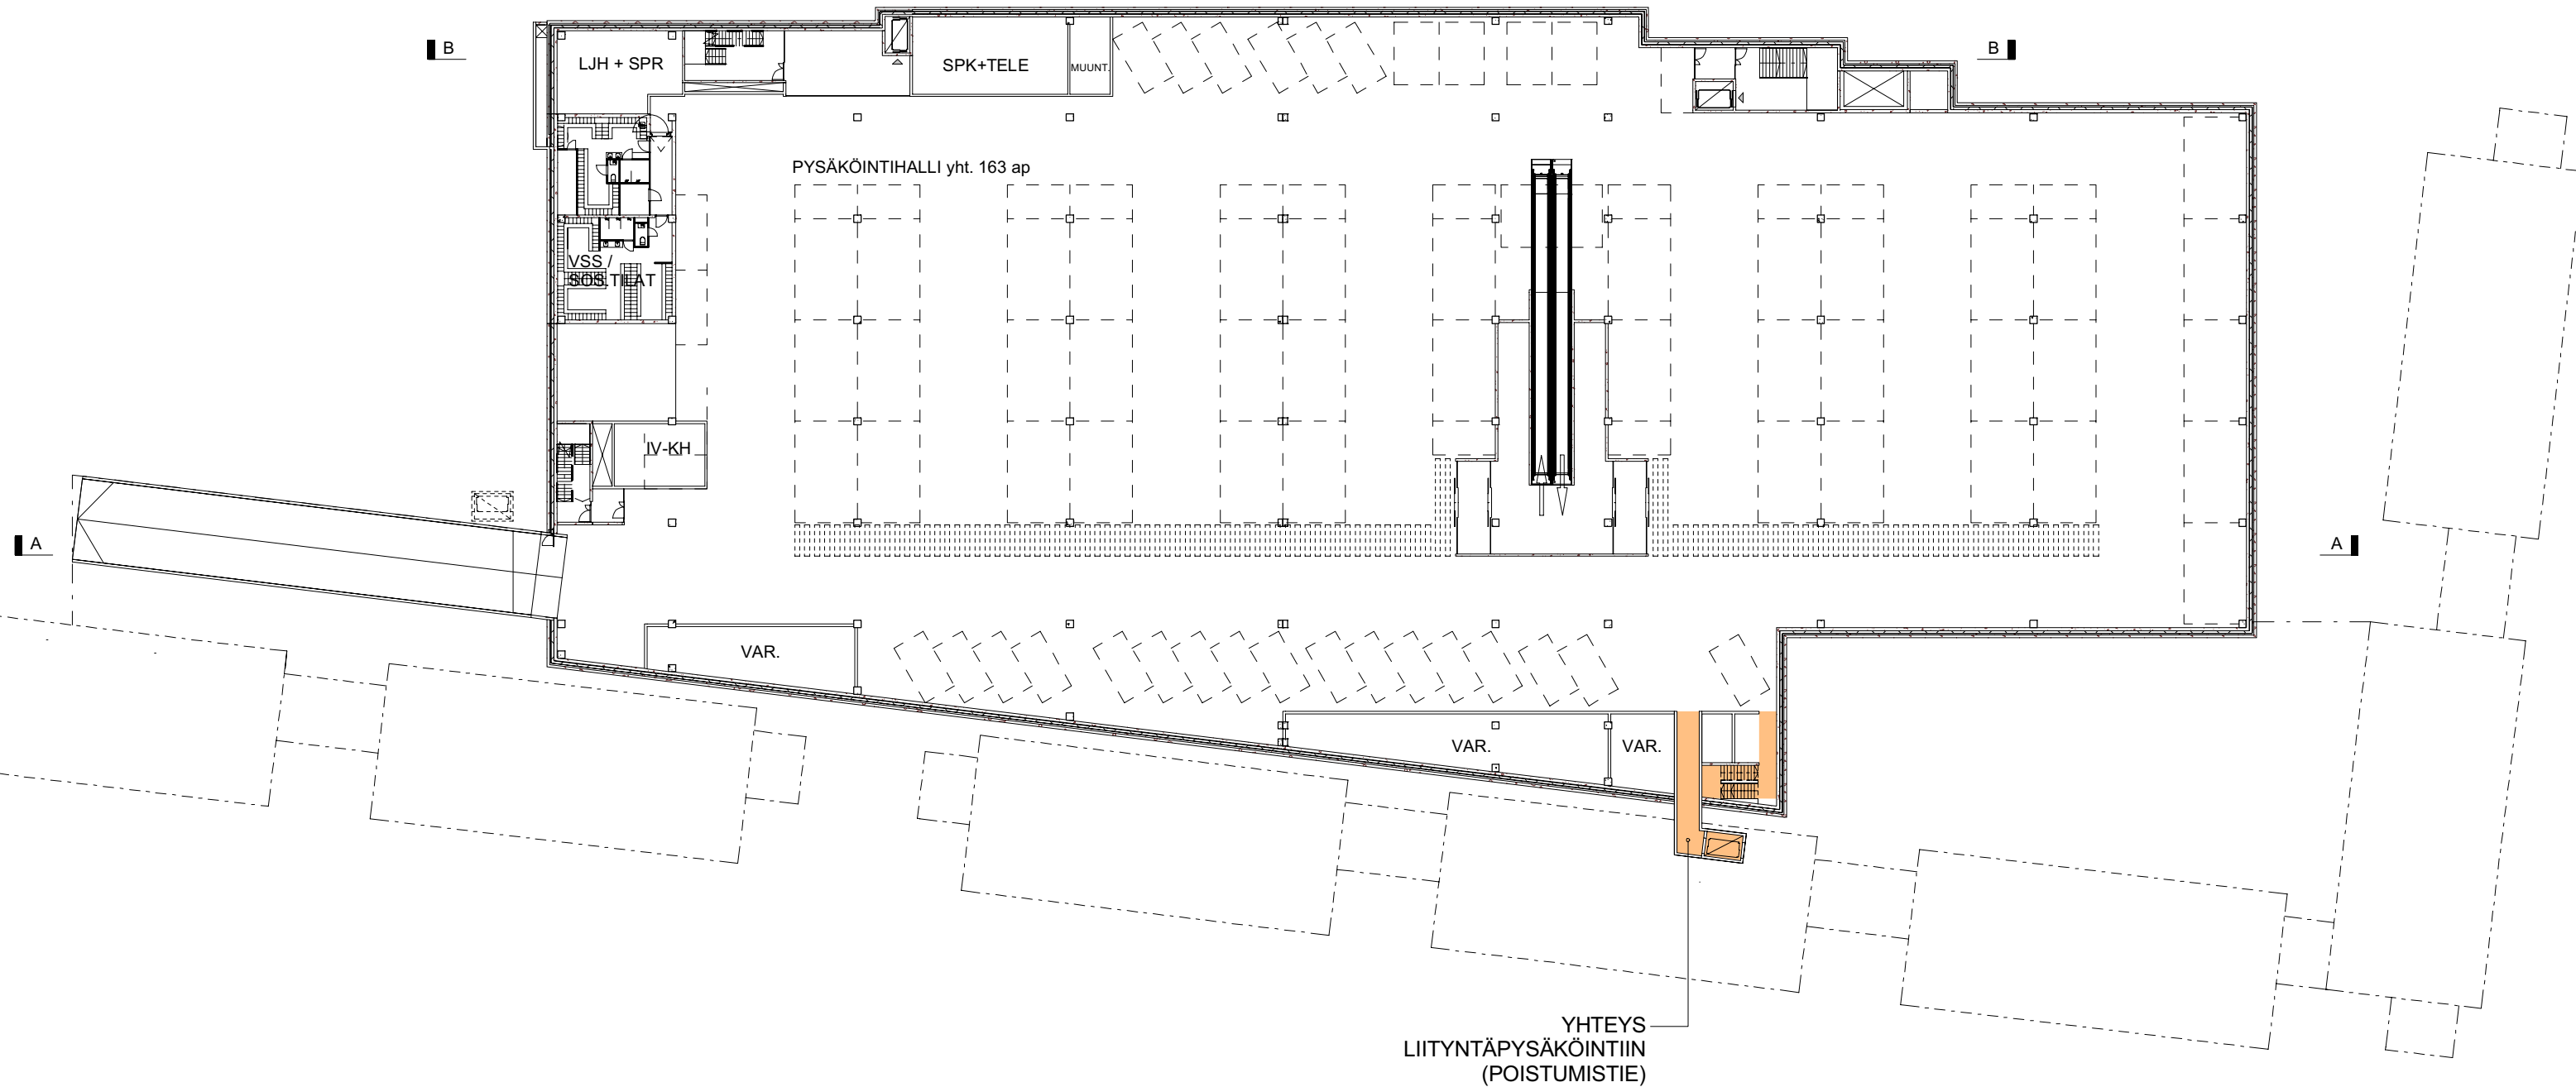 B
B
LJH + SPR
SPK+TELE
MUUNT.
PYSÄKÖINTIHALLI yht. 163 ap
VSS /
SOS.TILAT
IV-KH
A
A
VAR.
VAR.
VAR.
YHTEYS
LIITYNTÄPYSÄKÖINTIIN
(POISTUMISTIE)